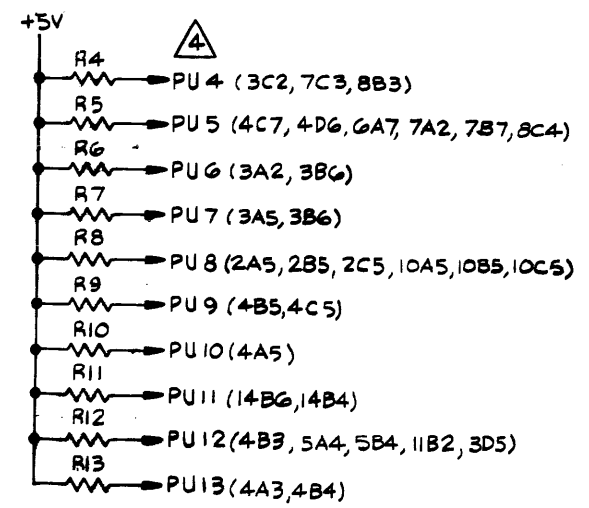 +5V
4
R4
PU 4 (3C2, 7C3, 8B3)
R5
PU 5 (4C7, 4D6, 6A7, 7A2, 7B7, 8C4)
R6
PU 6 (3A2, 3B6)
R7
PU 7 (3A5, 3B6)
R8
PU 8 (2A5, 2B5, 2C5, 10A5, 10B5, 10C5)
R9
PU 9 (4B5, 4C5)
R10
PU 10 (4A5)
R11
PU 11 (14B6, 14B4)
R12
PU 12 (4B3, 5A4, 5B4, 11B2, 3D5)
R13
PU 13 (4A3, 4B4)